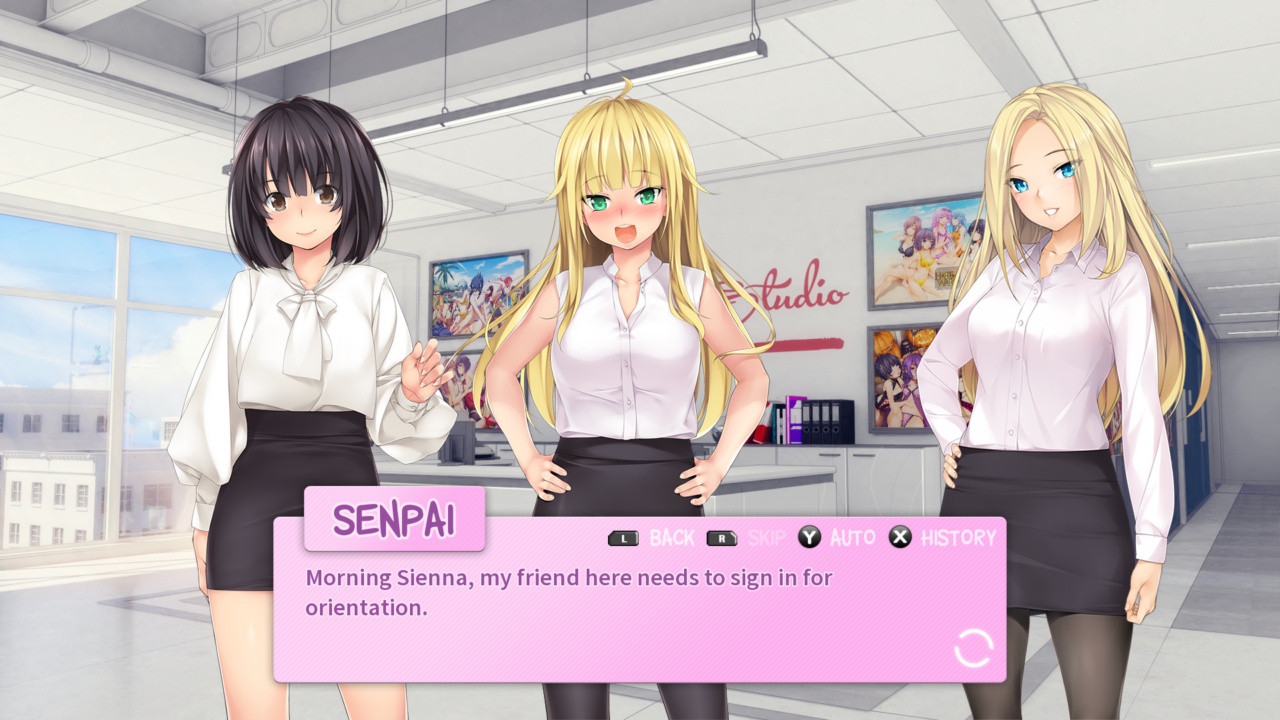 Studio
SENPAI
L BACK R SKIP Y AUTO X HISTORY
Morning Sienna, my friend here needs to sign in for
orientation.